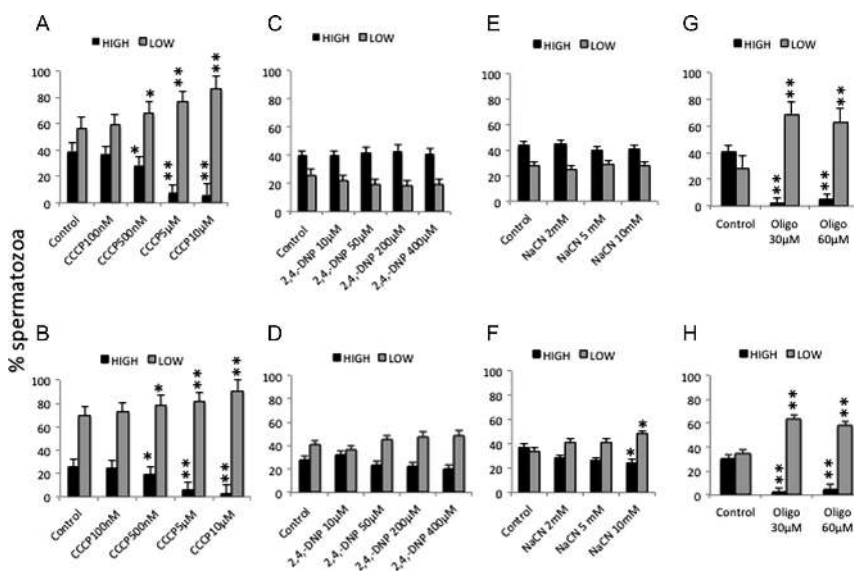 % spermatozoa
A
HIGH LOW
100
80
60
40
20
0
* * ** ** ** **
Control
CCCP100nM
CCCP500nM
CCCP5µM
CCCP10µM
C
HIGH LOW
100
80
60
40
20
0
Control
2,4,-DNP 10µM
2,4,-DNP 50µM
2,4,-DNP 200µM
2,4,-DNP 400µM
E
HIGH LOW
100
80
60
40
20
0
Control
NaCN 2mM
NaCN 5 mM
NaCN 10mM
G
HIGH LOW
100
80
60
40
20
0
** ** ** **
Control
Oligo
30µM
Oligo
60µM
B
HIGH LOW
100
80
60
40
20
0
* * ** ** ** **
Control
CCCP100nM
CCCP500nM
CCCP5µM
CCCP10µM
D
HIGH LOW
100
80
60
40
20
0
Control
2,4,-DNP 10µM
2,4,-DNP 50µM
2,4,-DNP 200µM
2,4,-DNP 400µM
F
HIGH LOW
100
80
60
40
20
0
* *
Control
NaCN 2mM
NaCN 5 mM
NaCN 10mM
H
HIGH LOW
100
80
60
40
20
0
** ** ** **
Control
Oligo
30µM
Oligo
60µM